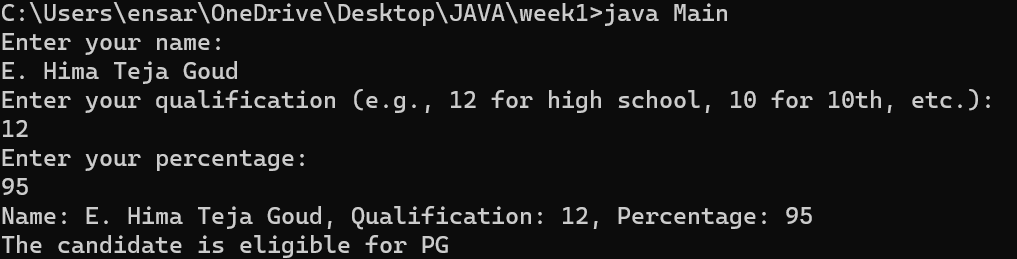 C:\Users\ensar\OneDrive\Desktop\JAVA\week1>java Main
Enter your name:
E. Hima Teja Goud
Enter your qualification (e.g., 12 for high school, 10 for 10th, etc.):
12
Enter your percentage:
95
Name: E. Hima Teja Goud, Qualification: 12, Percentage: 95
The candidate is eligible for PG